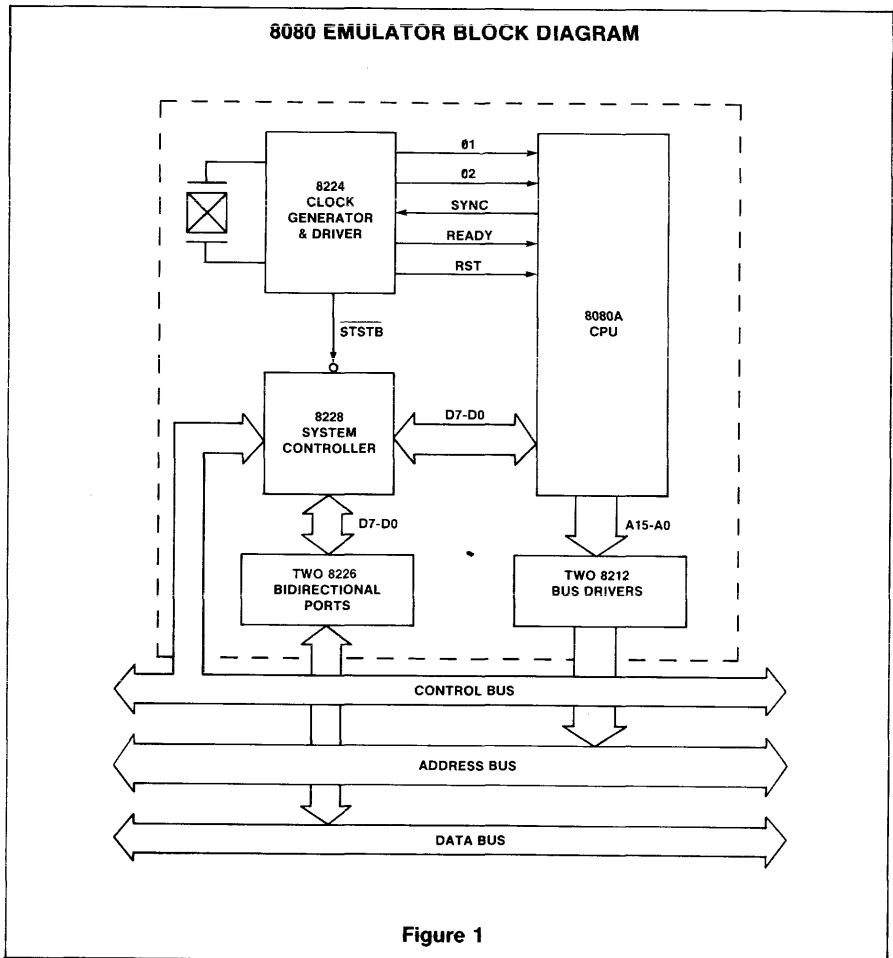 8080 EMULATOR BLOCK DIAGRAM
8224
CLOCK
GENERATOR
& DRIVER
Ø1
Ø2
SYNC
READY
RST
8080A
CPU
STSTB
8228
SYSTEM
CONTROLLER
D7-D0
D7-D0
A15-A0
TWO 8226
BIDIRECTIONAL
PORTS
TWO 8212
BUS DRIVERS
CONTROL BUS
ADDRESS BUS
DATA BUS
Figure 1